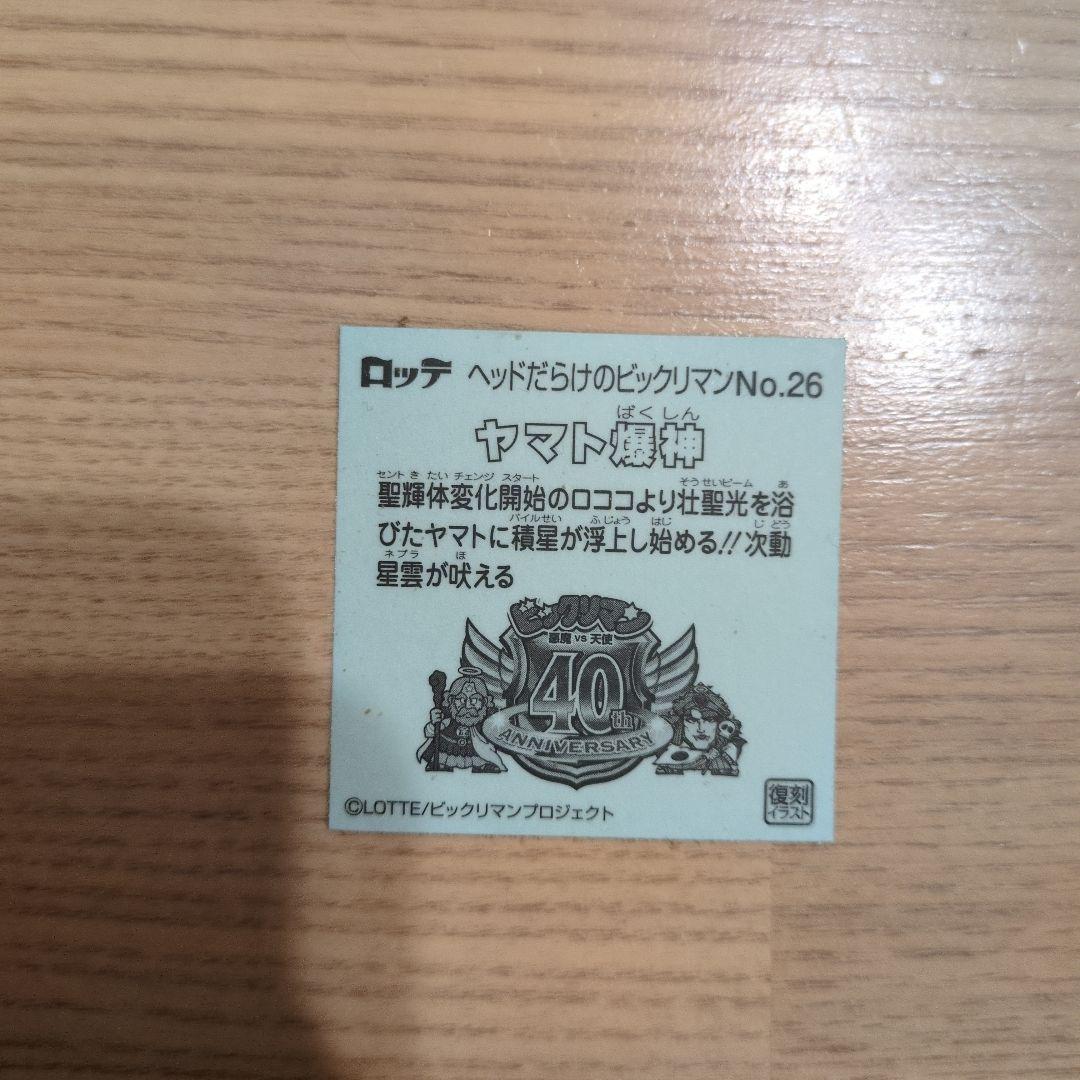 ロッテ ヘッドだらけのビックリマンNo.26
ばくしん
ヤマト爆神
セント き たい チェンジ スタート そうせいビーム あ
聖輝体変化開始のロココより壮聖光を浴
パイルせい ふじょう はじ じどう
びたヤマトに積星が浮上し始める!!次動
ネブラ ほ
星雲が吠える
ビックリマン
悪魔 VS 天使
40th
ANNIVERSARY
©LOTTE/ビックリマンプロジェクト
復刻
イラスト